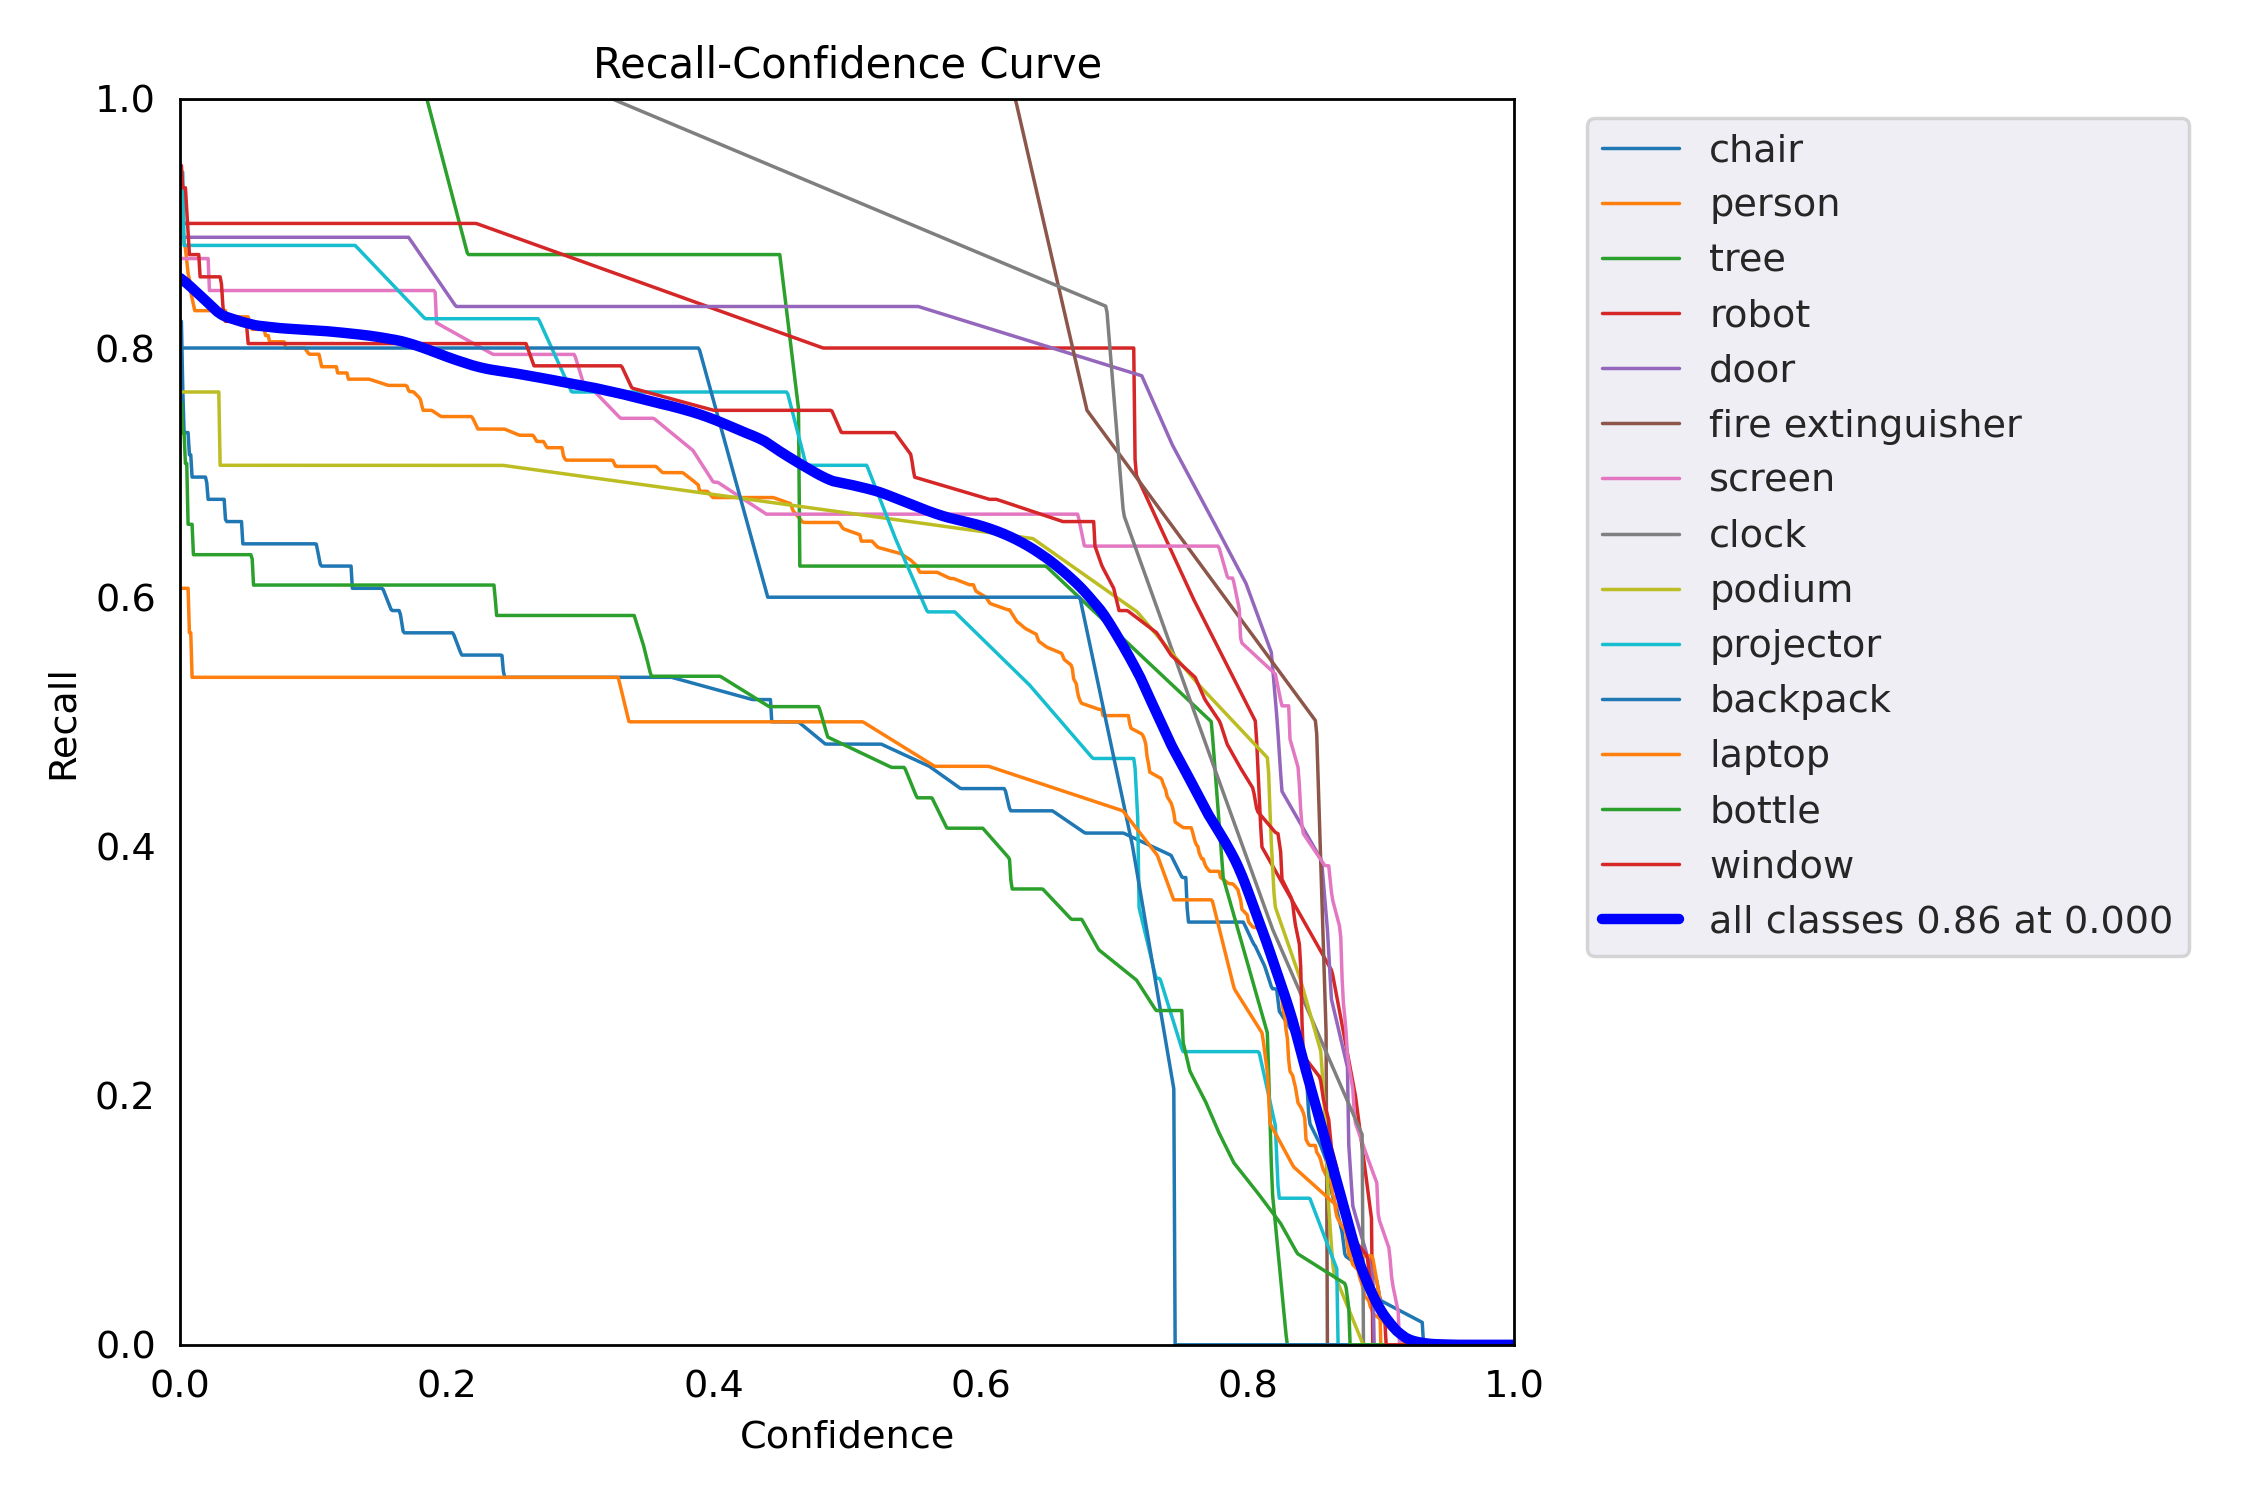 Recall-Confidence Curve
1.0
0.8
0.6
0.4
0.2
0.0
Recall
0.0 0.2 0.4 0.6 0.8 1.0
Confidence
chair
person
tree
robot
door
fire extinguisher
screen
clock
podium
projector
backpack
laptop
bottle
window
all classes 0.86 at 0.000